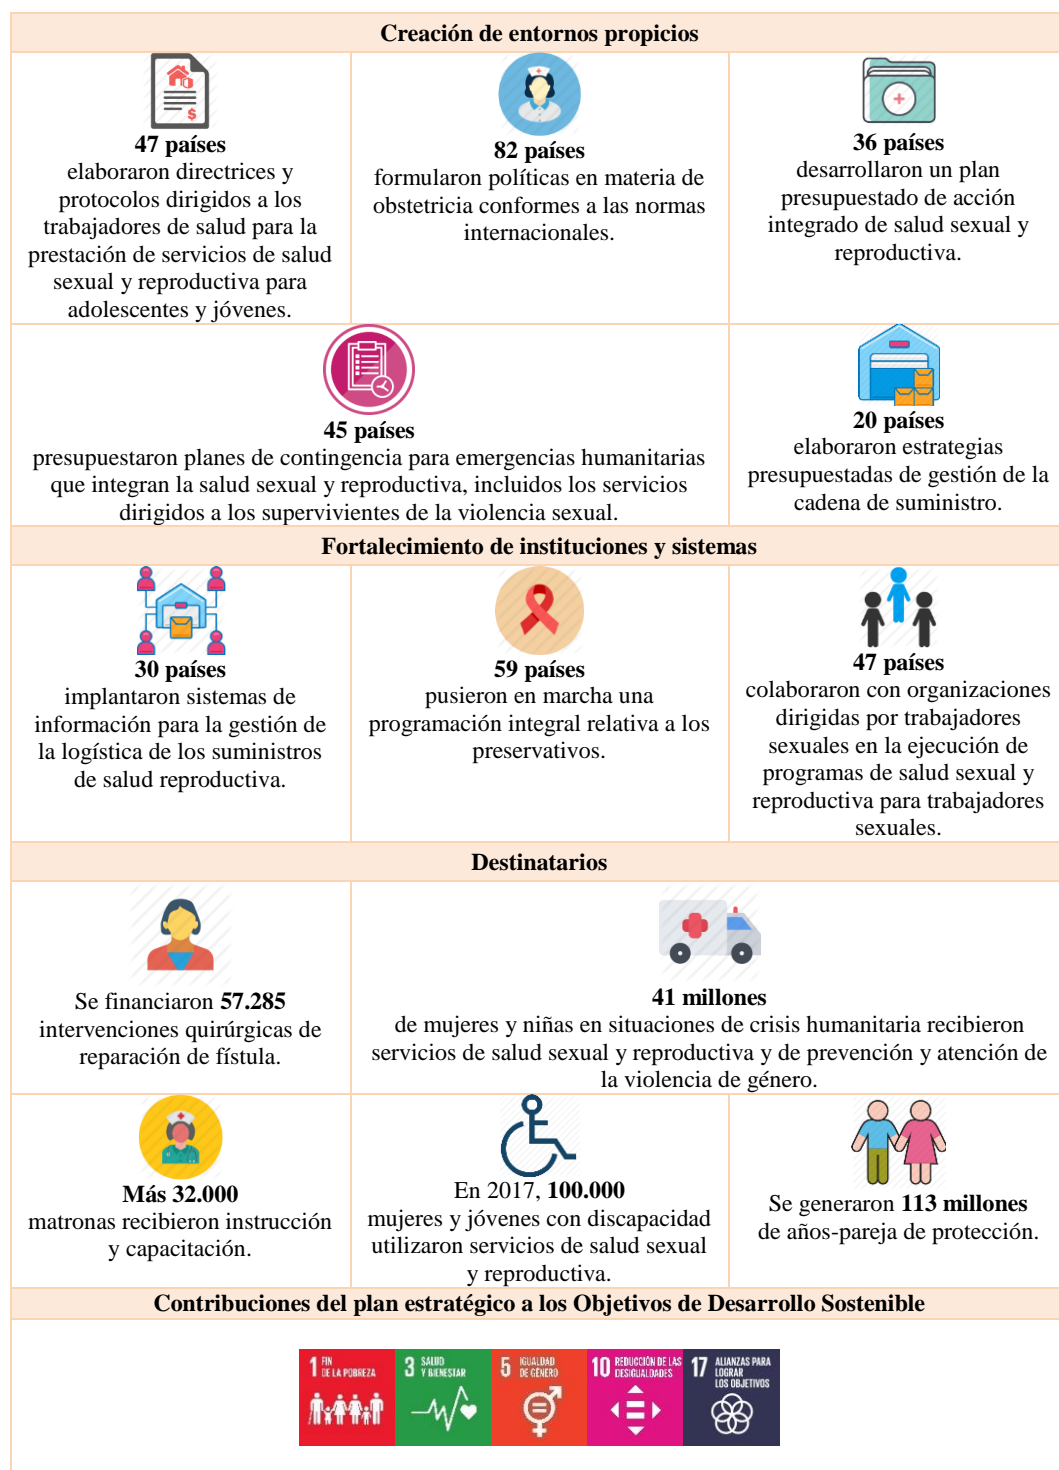 Creación de entornos propicios
47 países
elaboraron directrices y
protocolos dirigidos a los
trabajadores de salud para la
prestación de servicios de salud
sexual y reproductiva para
adolescentes y jóvenes.
82 países
formularon políticas en materia de
obstetricia conformes a las normas
internacionales.
36 países
desarrollaron un plan
presupuestado de acción
integrado de salud sexual y
reproductiva.
45 países
presupuestaron planes de contingencia para emergencias humanitarias
que integran la salud sexual y reproductiva, incluidos los servicios
dirigidos a los supervivientes de la violencia sexual.
20 países
elaboraron estrategias
presupuestadas de gestión de la
cadena de suministro.
Fortalecimiento de instituciones y sistemas
30 países
implantaron sistemas de
información para la gestión de
la logística de los suministros
de salud reproductiva.
59 países
pusieron en marcha una
programación integral relativa a los
preservativos.
47 países
colaboraron con organizaciones
dirigidas por trabajadores
sexuales en la ejecución de
programas de salud sexual y
reproductiva para trabajadores
sexuales.
Destinatarios
Se financiaron 57.285
intervenciones quirúrgicas de
reparación de fístula.
41 millones
de mujeres y niñas en situaciones de crisis humanitaria recibieron
servicios de salud sexual y reproductiva y de prevención y atención de
la violencia de género.
Más 32.000
matronas recibieron instrucción
y capacitación.
En 2017, 100.000
mujeres y jóvenes con discapacidad
utilizaron servicios de salud sexual
y reproductiva.
Se generaron 113 millones
de años-pareja de protección.
Contribuciones del plan estratégico a los Objetivos de Desarrollo Sostenible
1 FIN
DE LA POBREZA
3 SALUD
Y BIENESTAR
5 IGUALDAD
DE GÉNERO
10 REDUCCIÓN DE LAS
DESIGUALDADES
17 ALIANZAS PARA
LOGRAR
LOS OBJETIVOS